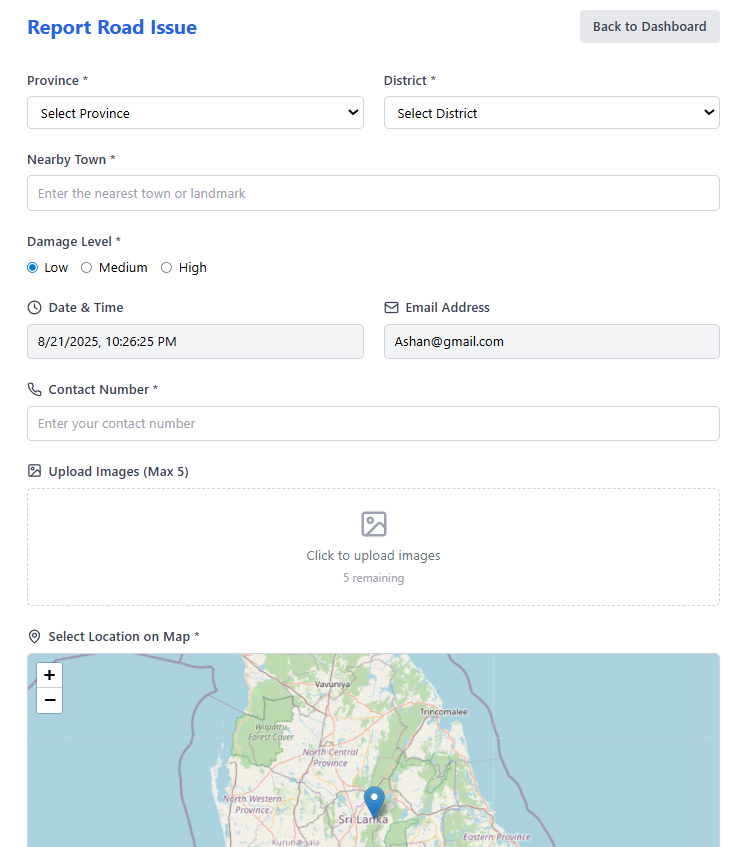 Report Road Issue
Back to Dashboard
Province *
District *
Select Province
Select District
Nearby Town *
Enter the nearest town or landmark
Damage Level *
Low
Medium
High
Date & Time
Email Address
8/21/2025, 10:26:25 PM
Ashan@gmail.com
Contact Number *
Enter your contact number
Upload Images (Max 5)
Click to upload images
5 remaining
Select Location on Map *
+
−
Vavuniya
Trincomalee
Wilpattu
Forest Cover
North Central
Province
North Western
Province
Sri Lanka
Eastern Province
Kurunægala